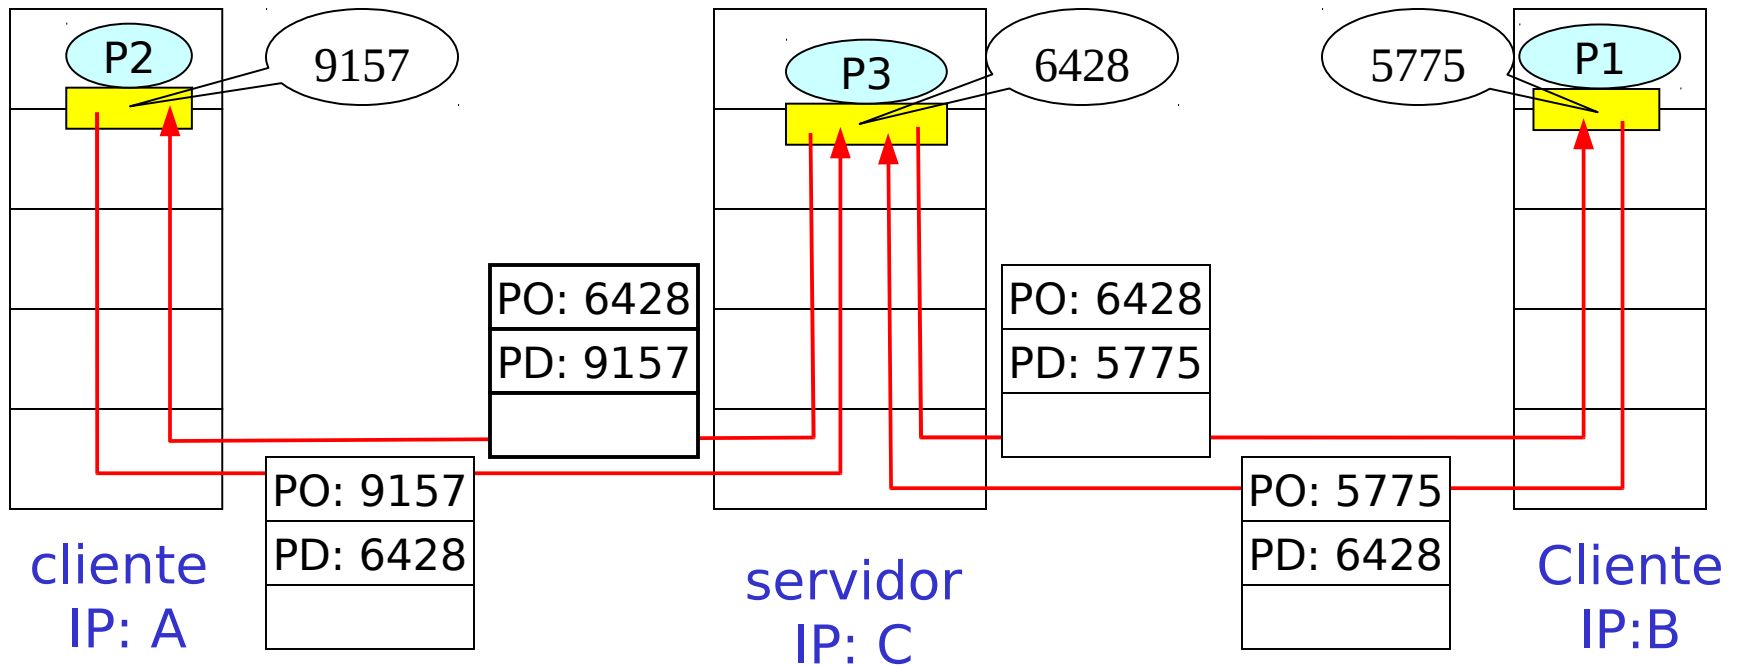 P2
9157
P3
6428
5775
P1
PO: 6428
PD: 9157
PO: 6428
PD: 5775
PO: 9157
PD: 6428
PO: 5775
PD: 6428
cliente
IP: A
servidor
IP: C
Cliente
IP:B